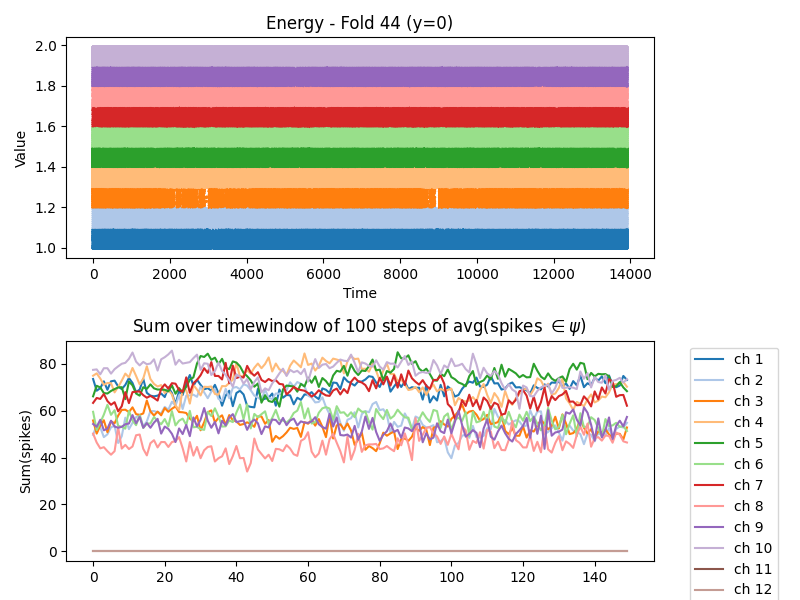 Energy - Fold 44 (y=0)
2.0
1.8
1.6
1.4
1.2
1.0
Value
0 2000 4000 6000 8000 10000 12000 14000
Time
Sum over timewindow of 100 steps of avg(spikes ∈ ψ)
80
60
40
20
0
Sum(spikes)
0 20 40 60 80 100 120 140
ch 1
ch 2
ch 3
ch 4
ch 5
ch 6
ch 7
ch 8
ch 9
ch 10
ch 11
ch 12